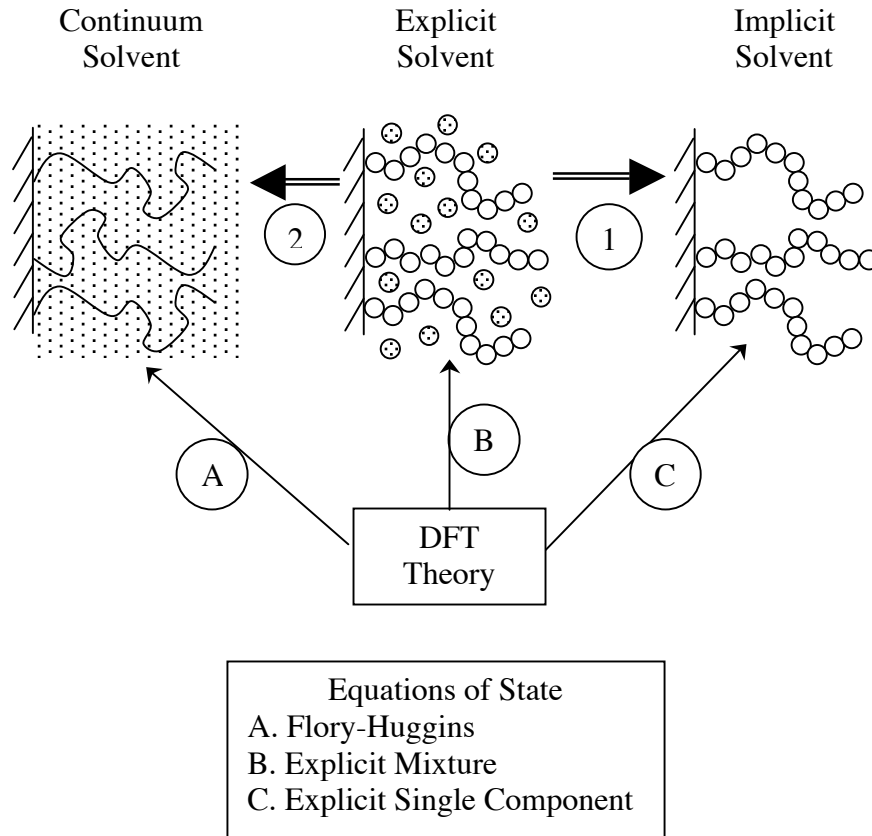 Continuum
Solvent
Explicit
Solvent
Implicit
Solvent
2
1
A
B
C
DFT
Theory
Equations of State
A. Flory-Huggins
B. Explicit Mixture
C. Explicit Single Component